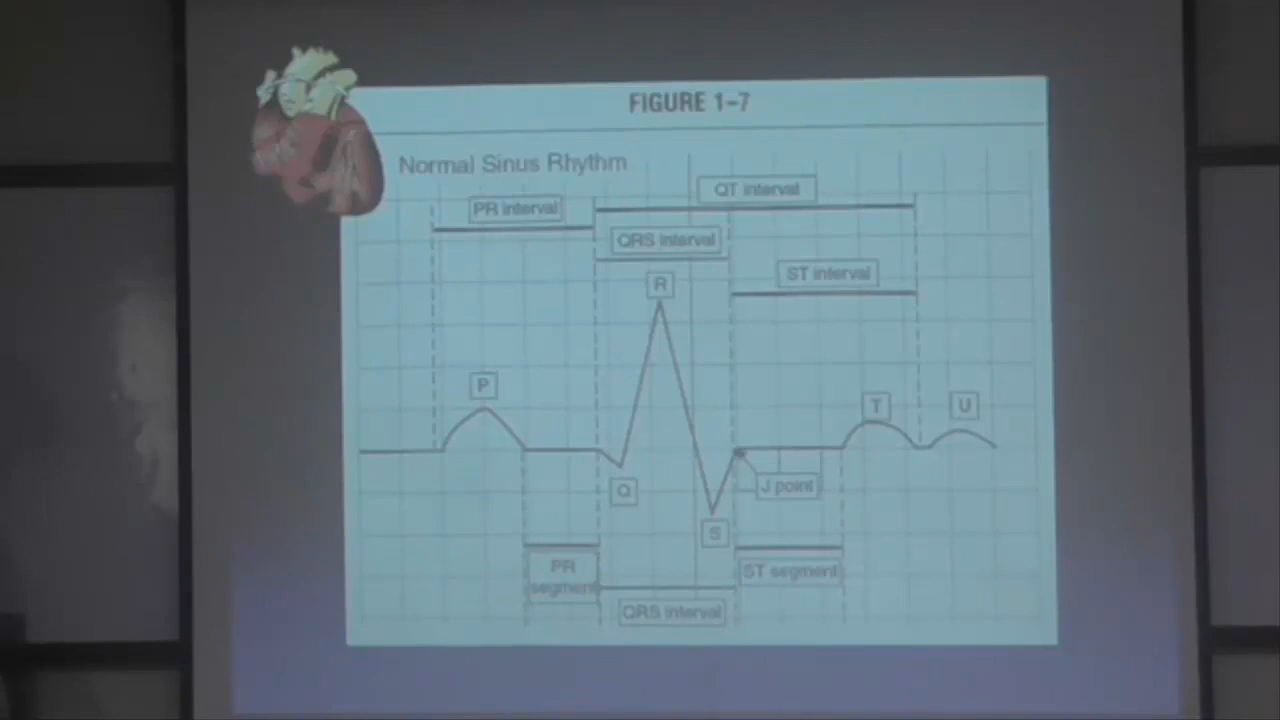 FIGURE 1–7
Normal Sinus Rhythm
QT interval
PR interval
QRS interval
ST interval
R
P
T
U
Q
J point
S
PR
segment
ST segment
QRS interval